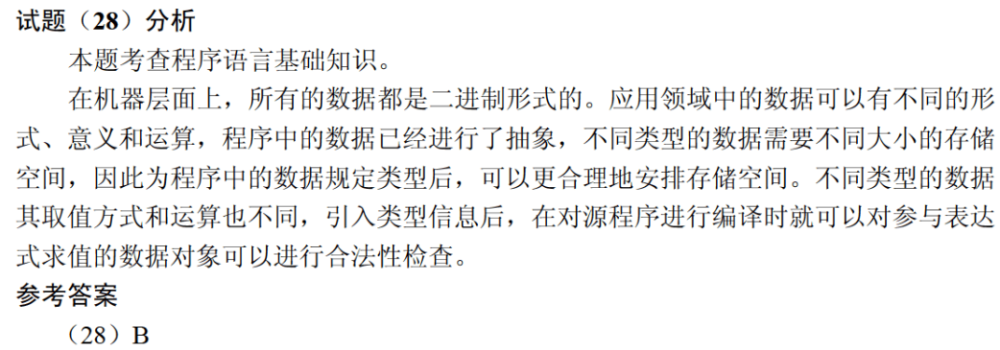 试题（28）分析
本题考查程序语言基础知识。
在机器层面上，所有的数据都是二进制形式的。应用领域中的数据可以有不同的形
式、意义和运算，程序中的数据已经进行了抽象，不同类型的数据需要不同大小的存储
空间，因此为程序中的数据规定类型后，可以更合理地安排存储空间。不同类型的数据
其取值方式和运算也不同，引入类型信息后，在对源程序进行编译时就可以对参与表达
式求值的数据对象可以进行合法性检查。
参考答案
（28）B